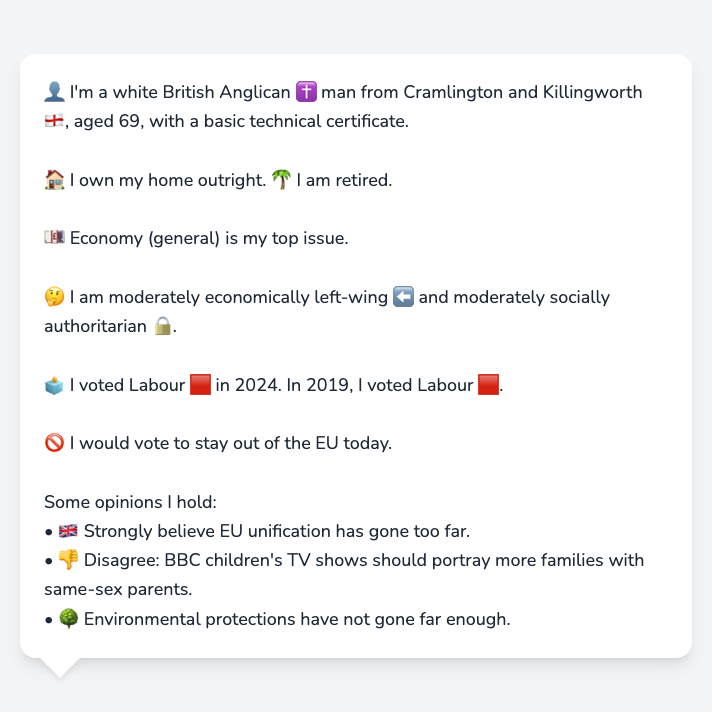 👤 I'm a white British Anglican ✝️ man from Cramlington and Killingworth
🏴󠁧󠁢󠁥󠁮󠁧󠁿, aged 69, with a basic technical certificate.
🏠 I own my home outright. 🌴 I am retired.
💷 Economy (general) is my top issue.
🤔 I am moderately economically left-wing ⬅️ and moderately socially
authoritarian 🔒.
🗳️ I voted Labour 🟥 in 2024. In 2019, I voted Labour 🟥.
🚫 I would vote to stay out of the EU today.
Some opinions I hold:
• 🇬🇧 Strongly believe EU unification has gone too far.
• 👎 Disagree: BBC children's TV shows should portray more families with
same-sex parents.
• 🌳 Environmental protections have not gone far enough.